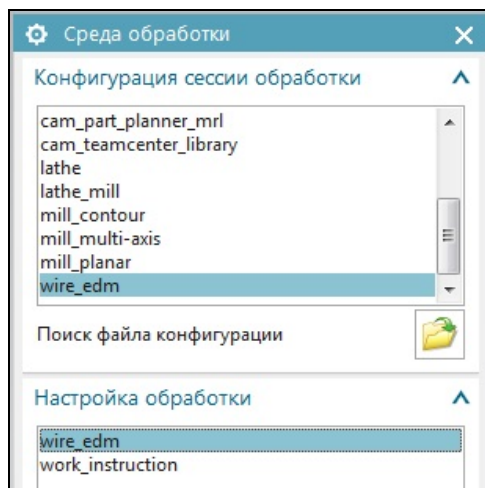 Среда обработки
Конфигурация сессии обработки
cam_part_planner_mrl
cam_teamcenter_library
lathe
lathe_mill
mill_contour
mill_multi-axis
mill_planar
wire_edm
Поиск файла конфигурации
Настройка обработки
wire_edm
work_instruction